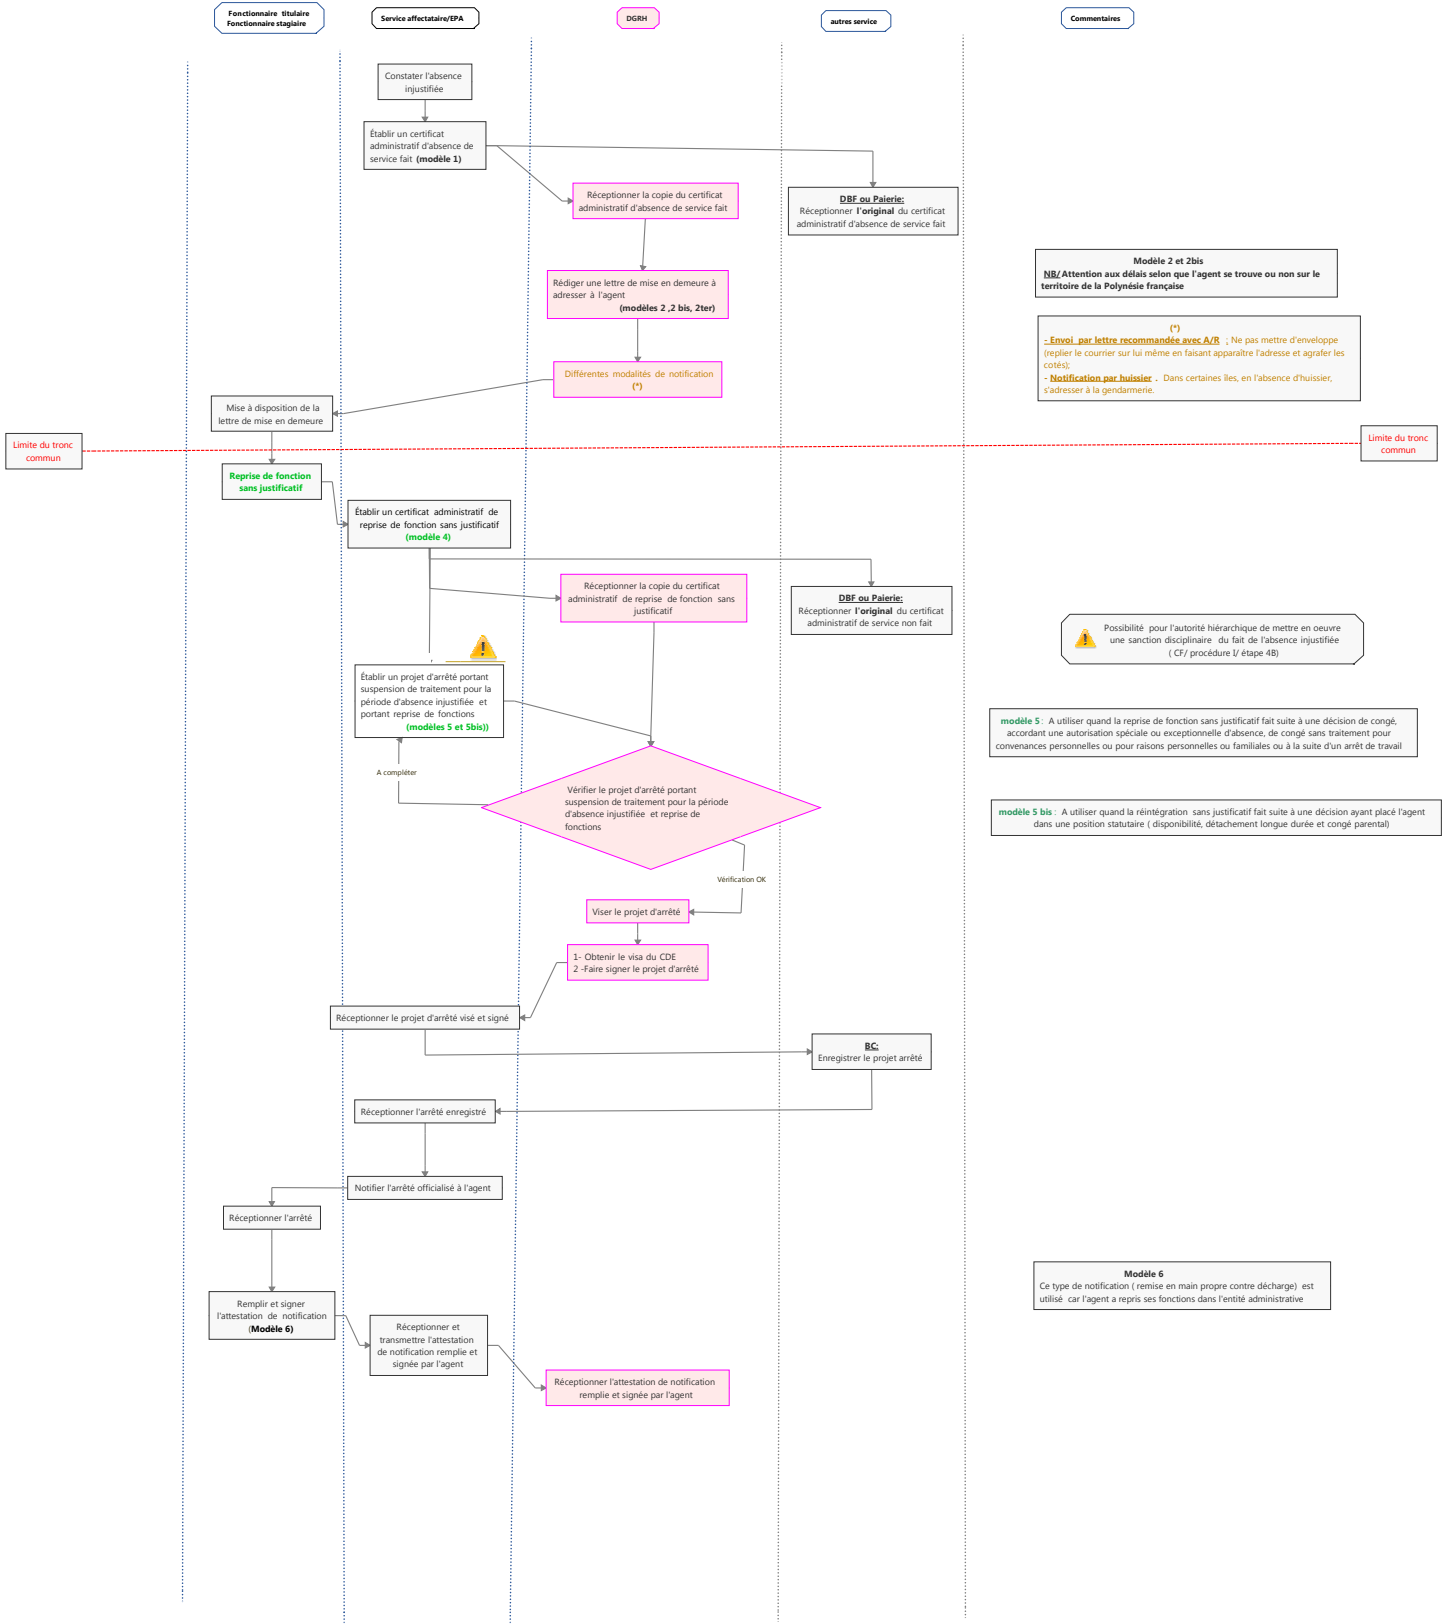 Fonctionnaire titulaire
Fonctionnaire stagiaire
Service affectataire/EPA
DGRH
autres service
Commentaires
Constater l'absence
injustifiée
Établir un certificat
administratif d'absence de
service fait (modèle 1)
Réceptionner la copie du certificat
administratif d'absence de service fait
DBF ou Paierie:
Réceptionner l'original du certificat
administratif d'absence de service fait
Modèle 2 et 2bis
NB/ Attention aux délais selon que l'agent se trouve ou non sur le
territoire de la Polynésie française
Rédiger une lettre de mise en demeure à
adresser à l'agent
(modèles 2 ,2 bis, 2ter)
(*)
- Envoi par lettre recommandée avec A/R : Ne pas mettre d'enveloppe
(replier le courrier sur lui même en faisant apparaître l'adresse et agrafer les
cotés);
- Notification par huissier . Dans certaines îles, en l'absence d'huissier,
s'adresser à la gendarmerie.
Différentes modalités de notification
(*)
Mise à disposition de la
lettre de mise en demeure
Limite du tronc
commun
Limite du tronc
commun
Reprise de fonction
sans justificatif
Établir un certificat administratif de
reprise de fonction sans justificatif
(modèle 4)
Réceptionner la copie du certificat
administratif de reprise de fonction sans
justificatif
DBF ou Paierie:
Réceptionner l'original du certificat
administratif de service non fait
Possibilité pour l'autorité hiérarchique de mettre en oeuvre
une sanction disciplinaire du fait de l'absence injustifiée
( CF/ procédure I/ étape 4B)
Établir un projet d'arrêté portant
suspension de traitement pour la
période d'absence injustifiée et
portant reprise de fonctions
(modèles 5 et 5bis))
modèle 5 : A utiliser quand la reprise de fonction sans justificatif fait suite à une décision de congé,
accordant une autorisation spéciale ou exceptionnelle d'absence, de congé sans traitement pour
convenances personnelles ou pour raisons personnelles ou familiales ou à la suite d'un arrêt de travail
A compléter
Vérifier le projet d'arrêté portant
suspension de traitement pour la période
d'absence injustifiée et reprise de
fonctions
modèle 5 bis : A utiliser quand la réintégration sans justificatif fait suite à une décision ayant placé l'agent
dans une position statutaire ( disponibilité, détachement longue durée et congé parental)
Vérification OK
Viser le projet d'arrêté
1- Obtenir le visa du CDE
2 -Faire signer le projet d'arrêté
Réceptionner le projet d'arrêté visé et signé
BC:
Enregistrer le projet arrêté
Réceptionner l'arrêté enregistré
Notifier l'arrêté officialisé à l'agent
Réceptionner l'arrêté
Remplir et signer
l'attestation de notification
(Modèle 6)
Modèle 6
Ce type de notification ( remise en main propre contre décharge) est
utilisé car l'agent a repris ses fonctions dans l'entité administrative
Réceptionner et
transmettre l'attestation
de notification remplie et
signée par l'agent
Réceptionner l'attestation de notification
remplie et signée par l'agent